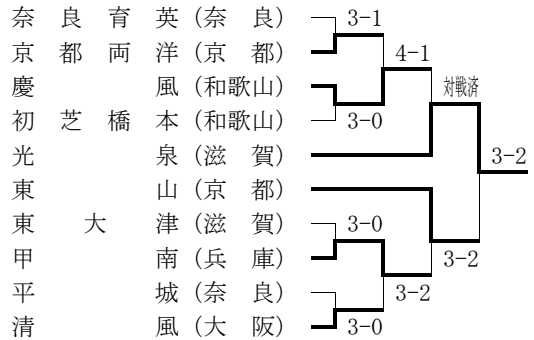 奈良育英(奈良) 3-1
京都両洋(京都) 4-1
慶風(和歌山) 対戦済
初芝橋本(和歌山) 3-0
光泉(滋賀) 3-2
東山(京都)
東大津(滋賀) 3-0
甲南(兵庫) 3-2
平城(奈良) 3-2
清風(大阪) 3-0